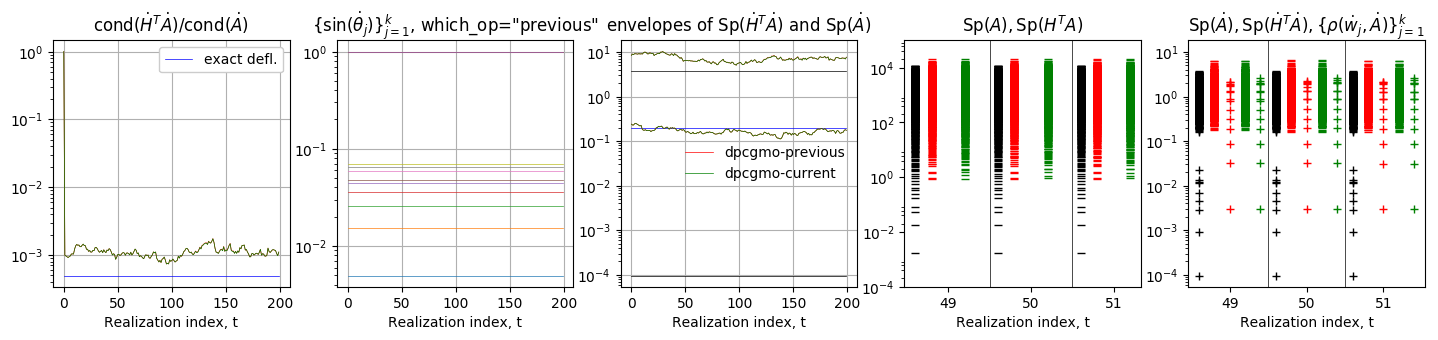 cond(Ḣ^TȦ)/cond(Ȧ)
10^0
10^−1
10^−2
10^−3
exact defl.
0 50 100 150 200
Realization index, t
{sin(θ̇_j)}_{j=1}^k, which_op="previous"
10^0
10^−1
10^−2
0 50 100 150 200
Realization index, t
envelopes of Sp(Ḣ^TȦ) and Sp(Ȧ)
10^1
10^0
10^−1
10^−2
10^−3
10^−4
dpcgmo-previous
dpcgmo-current
0 50 100 150 200
Realization index, t
Sp(A), Sp(H^TA)
10^4
10^2
10^0
10^−2
10^−4
49 50 51
Realization index, t
Sp(Ȧ), Sp(Ḣ^TȦ), {ρ(ẇ_j, Ȧ)}_{j=1}^k
10^1
10^0
10^−1
10^−2
10^−3
10^−4
49 50 51
Realization index, t